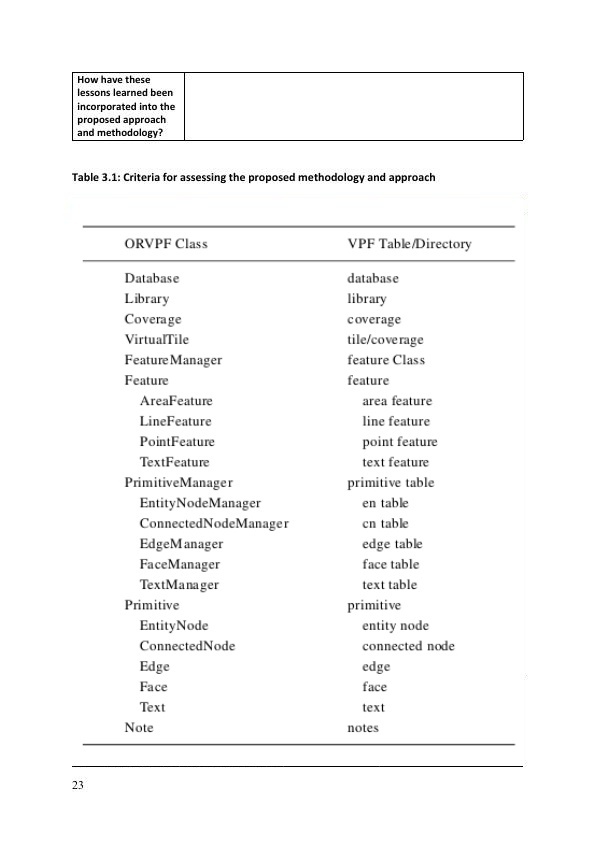 How have these
lessons learned been
incorporated into the
proposed approach
and methodology?
Table 3.1: Criteria for assessing the proposed methodology and approach
ORVPF Class VPF Table/Directory
Database database
Library library
Coverage coverage
VirtualTile tile/coverage
FeatureManager feature Class
Feature feature
AreaFeature area feature
LineFeature line feature
PointFeature point feature
TextFeature text feature
PrimitiveManager primitive table
EntityNodeManager en table
ConnectedNodeManager cn table
EdgeManager edge table
FaceManager face table
TextManager text table
Primitive primitive
EntityNode entity node
ConnectedNode connected node
Edge edge
Face face
Text text
Note notes
23